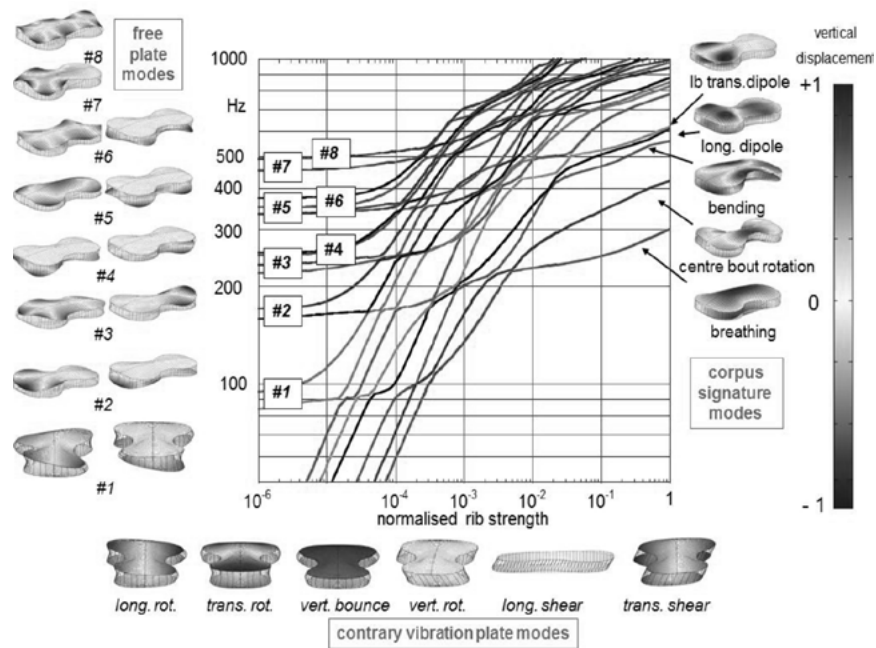 free
plate
modes
#8
#7
#6
#5
#4
#3
#2
#1
1000
Hz
500
400
300
200
100
#7
#8
#5
#6
#3
#4
#2
#1
10-6
10-4
10-3
10-2
10-1
1
normalised rib strength
vertical
displacement
+1
0
- 1
lb trans.dipole
long. dipole
bending
centre bout rotation
breathing
corpus
signature
modes
long. rot.
trans. rot.
vert. bounce
vert. rot.
long. shear
trans. shear
contrary vibration plate modes